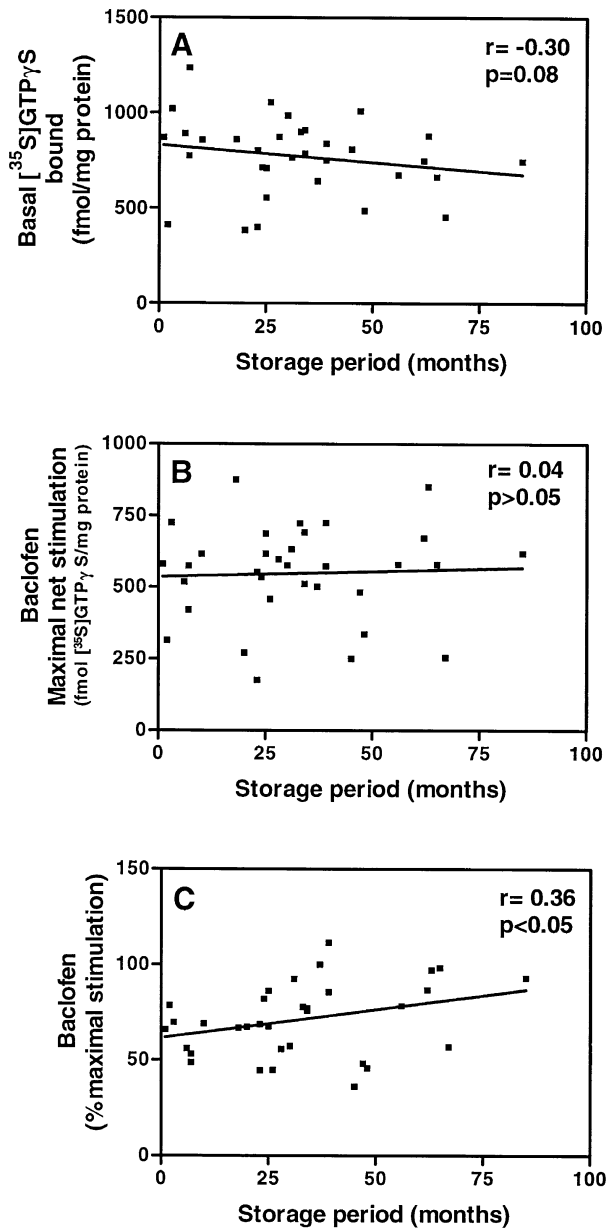 A
r= -0.30
p=0.08
Basal [³⁵S]GTPγS
bound
(fmol/mg protein)
1500
1000
500
0
0 25 50 75 100
Storage period (months)
B
r= 0.04
p>0.05
Baclofen
Maximal net stimulation
(fmol [³⁵S]GTPγ S/mg protein)
1000
750
500
250
0
0 25 50 75 100
Storage period (months)
C
r= 0.36
p<0.05
Baclofen
(% maximal stimulation)
150
100
50
0
0 25 50 75 100
Storage period (months)